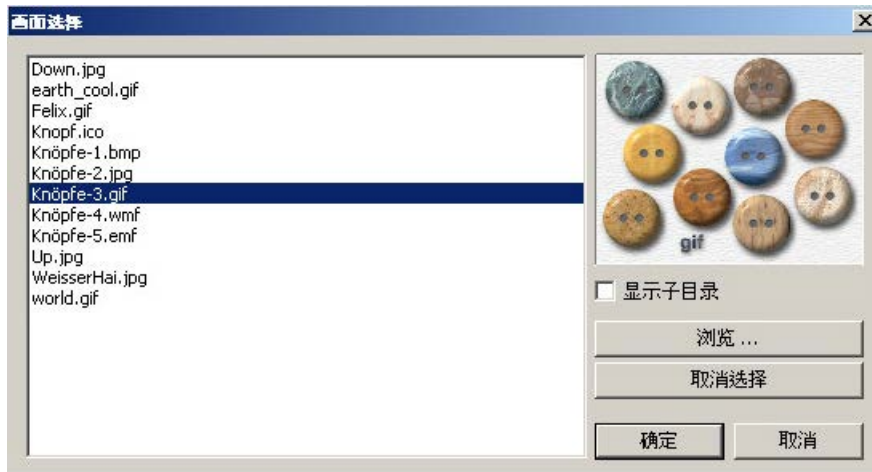 画面选择
Down.jpg
earth_cool.gif
Felix.gif
Knopf.ico
Knöpfe-1.bmp
Knöpfe-2.jpg
Knöpfe-3.gif
Knöpfe-4.wmf
Knöpfe-5.emf
Up.jpg
WeisserHai.jpg
world.gif
gif
显示子目录
浏览 ...
取消选择
确定
取消